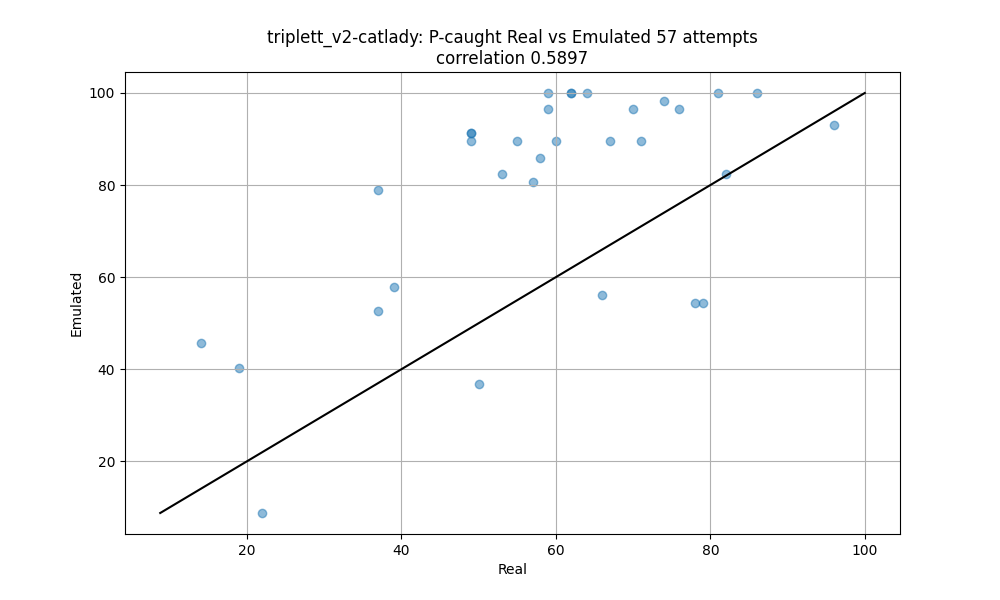 triplett_v2-catlady: P-caught Real vs Emulated 57 attempts
correlation 0.5897
100
80
60
40
20
Emulated
20
40
60
80
100
Real